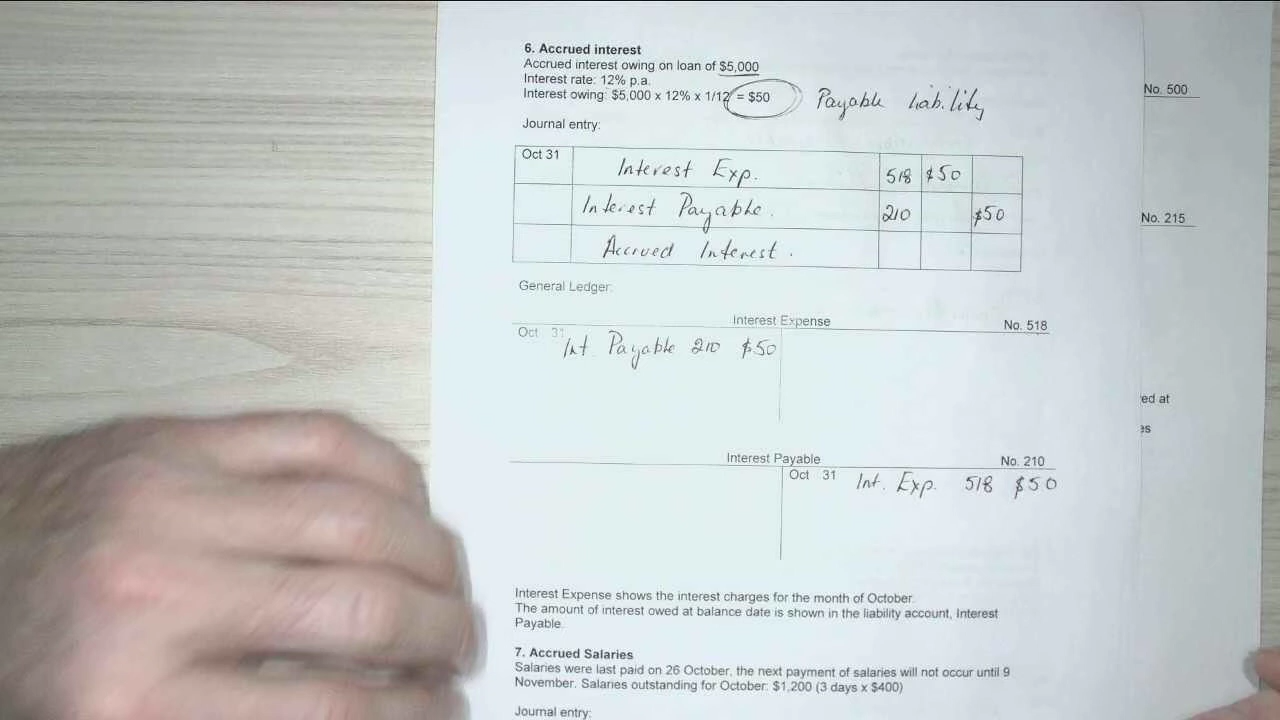 6. Accrued interest
Accrued interest owing on loan of $5,000
Interest rate: 12% p.a.
Interest owing: $5,000 x 12% x 1/12 = $50 Payable liability
No. 500
Journal entry:
Oct 31 Interest Exp. 518 $50
Interest Payable. 210 $50
No. 215
Accrued Interest.
General Ledger:
Interest Expense No. 518
Oct 31 Int. Payable 210 $50
ed at
es
Interest Payable No. 210
Oct 31 Int. Exp. 518 $50
Interest Expense shows the interest charges for the month of October.
The amount of interest owed at balance date is shown in the liability account, Interest
Payable.
7. Accrued Salaries
Salaries were last paid on 26 October, the next payment of salaries will not occur until 9
November. Salaries outstanding for October: $1,200 (3 days x $400)
Journal entry: